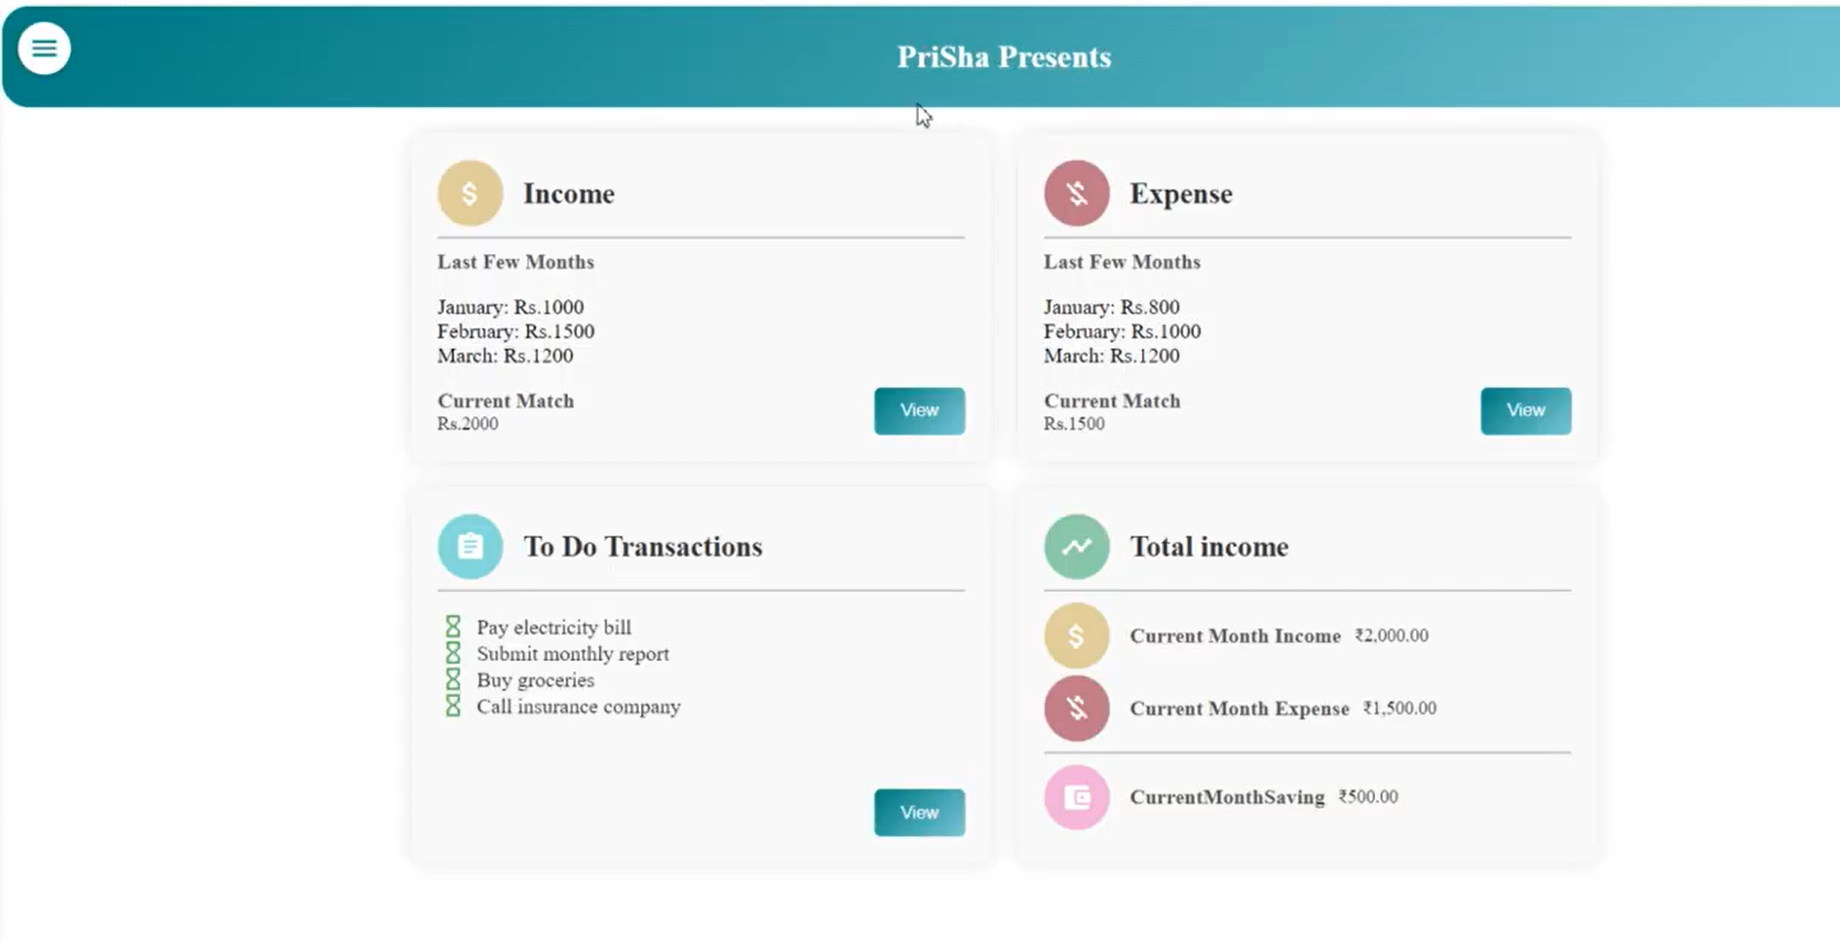 PriSha Presents
Income
Last Few Months
January: Rs.1000
February: Rs.1500
March: Rs.1200
Current Match
Rs.2000
View
Expense
Last Few Months
January: Rs.800
February: Rs.1000
March: Rs.1200
Current Match
Rs.1500
View
To Do Transactions
Pay electricity bill
Submit monthly report
Buy groceries
Call insurance company
View
Total income
Current Month Income ₹2,000.00
Current Month Expense ₹1,500.00
CurrentMonthSaving ₹500.00